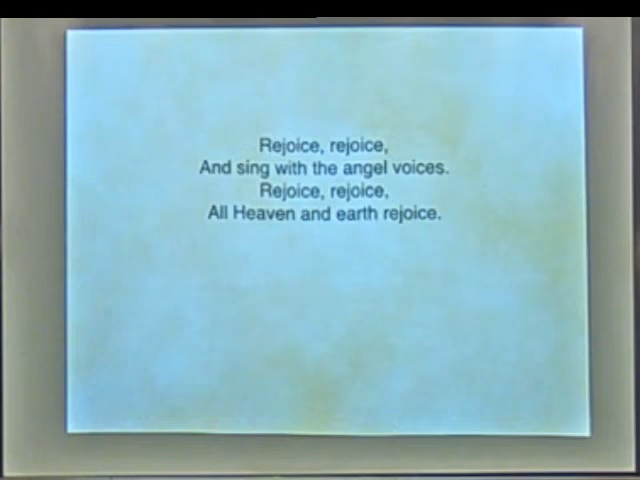 Rejoice, rejoice,
And sing with the angel voices.
Rejoice, rejoice,
All Heaven and earth rejoice.